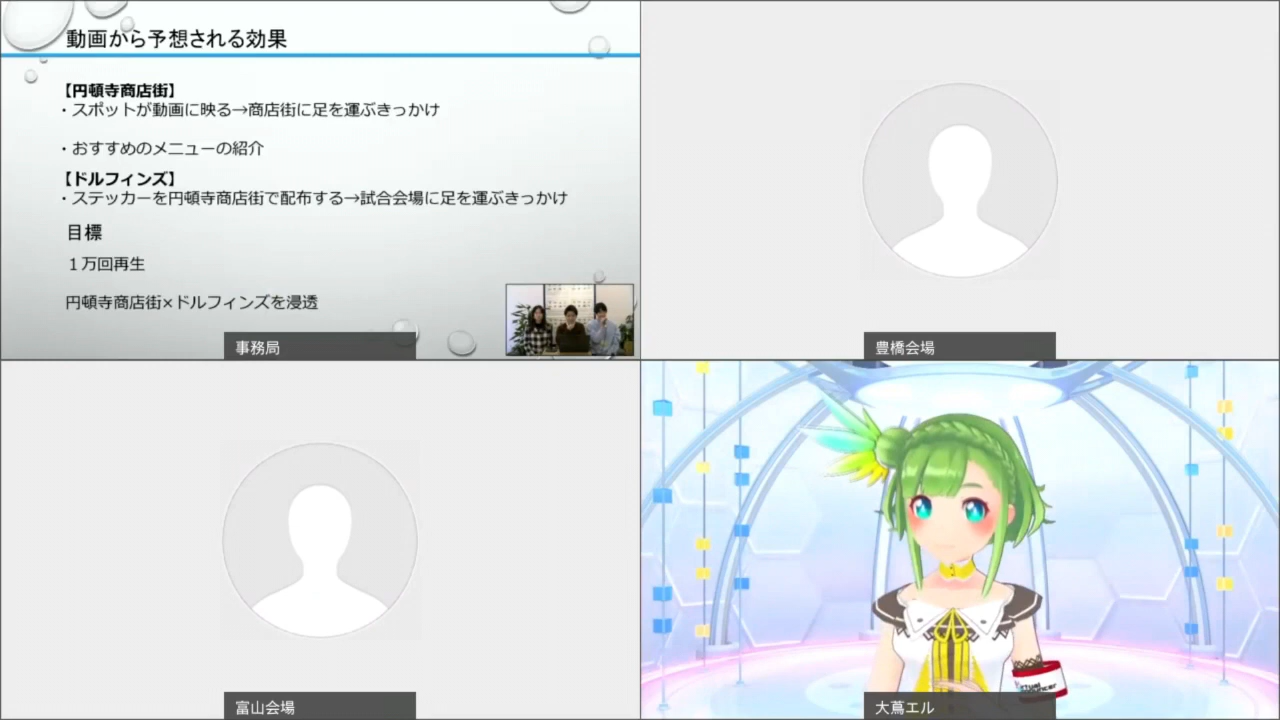 動画から予想される効果
【円頓寺商店街】
・スポットが動画に映る→商店街に足を運ぶきっかけ
・おすすめのメニューの紹介
【ドルフィンズ】
・ステッカーを円頓寺商店街で配布する→試合会場に足を運ぶきっかけ
目標
１万回再生
円頓寺商店街×ドルフィンズを浸透
事務局
豊橋会場
富山会場
大蔦エル